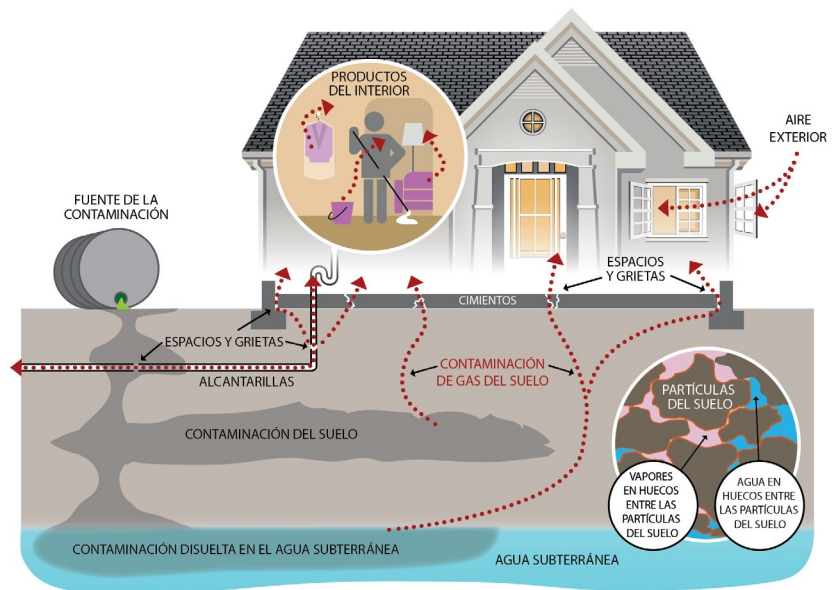 PRODUCTOS
DEL INTERIOR
AIRE
EXTERIOR
FUENTE DE LA
CONTAMINACIÓN
ESPACIOS
Y GRIETAS
CIMIENTOS
ESPACIOS Y GRIETAS
ALCANTARILLAS
CONTAMINACIÓN
DE GAS DEL SUELO
PARTÍCULAS
DEL SUELO
CONTAMINACIÓN DEL SUELO
VAPORES
EN HUECOS
ENTRE LAS
PARTÍCULAS
DEL SUELO
AGUA EN
HUECOS ENTRE
LAS PARTÍCULAS
DEL SUELO
CONTAMINACIÓN DISUELTA EN EL AGUA SUBTERRÁNEA
AGUA SUBTERRÁNEA